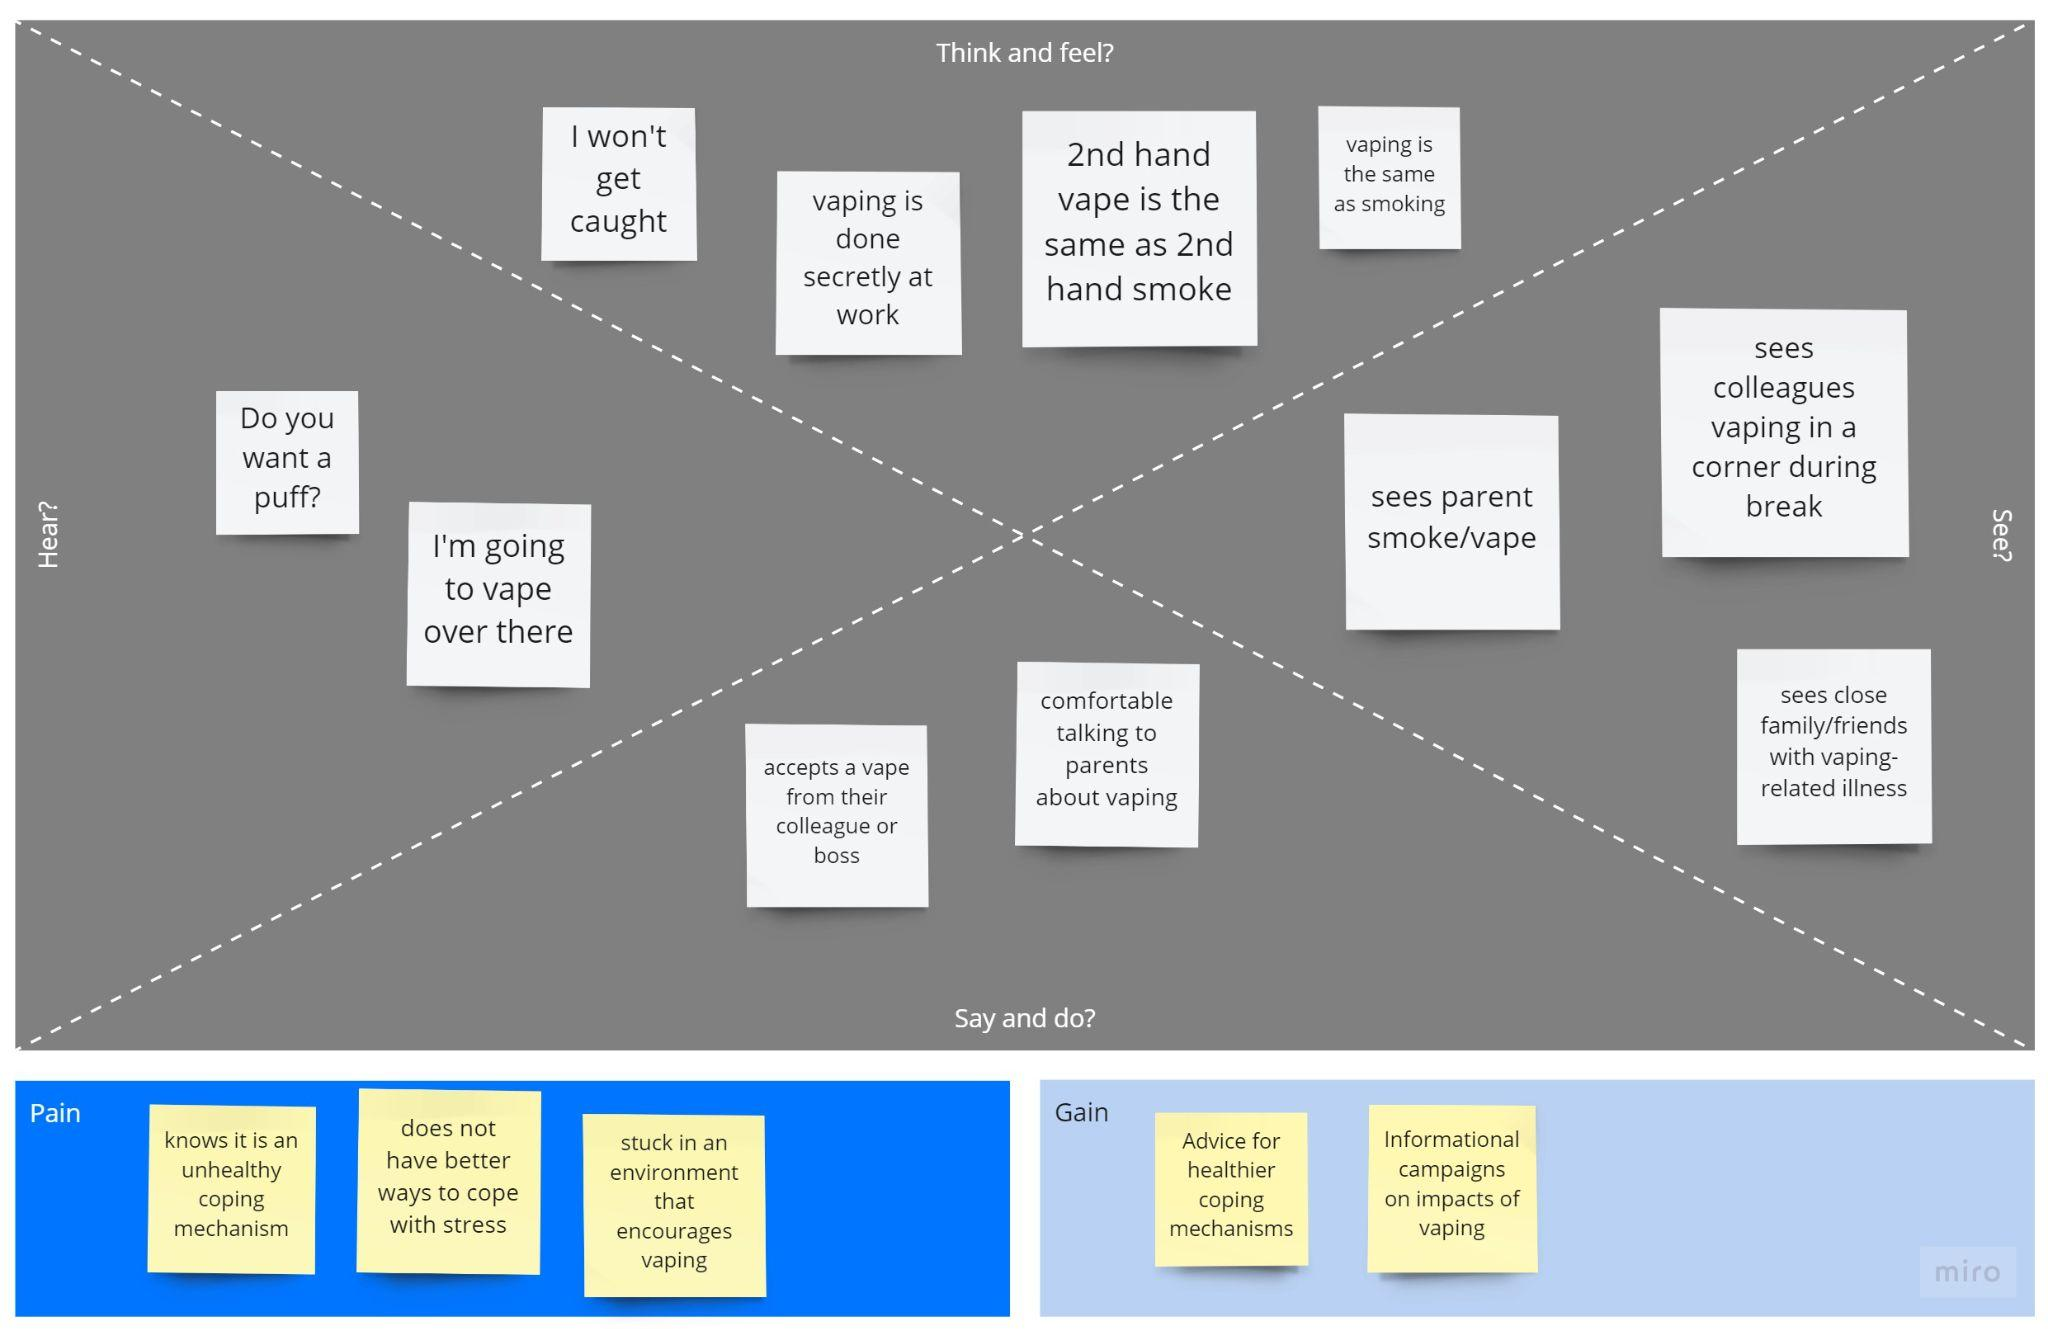 Think and feel?
I won't
get
caught
vaping is
done
secretly at
work
2nd hand
vape is the
same as 2nd
hand smoke
vaping is
the same
as smoking
Hear?
Do you
want a
puff?
I'm going
to vape
over there
See?
sees parent
smoke/vape
sees
colleagues
vaping in a
corner during
break
sees close
family/friends
with vaping-
related illness
accepts a vape
from their
colleague or
boss
comfortable
talking to
parents
about vaping
Say and do?
Pain
knows it is an
unhealthy
coping
mechanism
does not
have better
ways to cope
with stress
stuck in an
environment
that
encourages
vaping
Gain
Advice for
healthier
coping
mechanisms
Informational
campaigns
on impacts of
vaping
miro